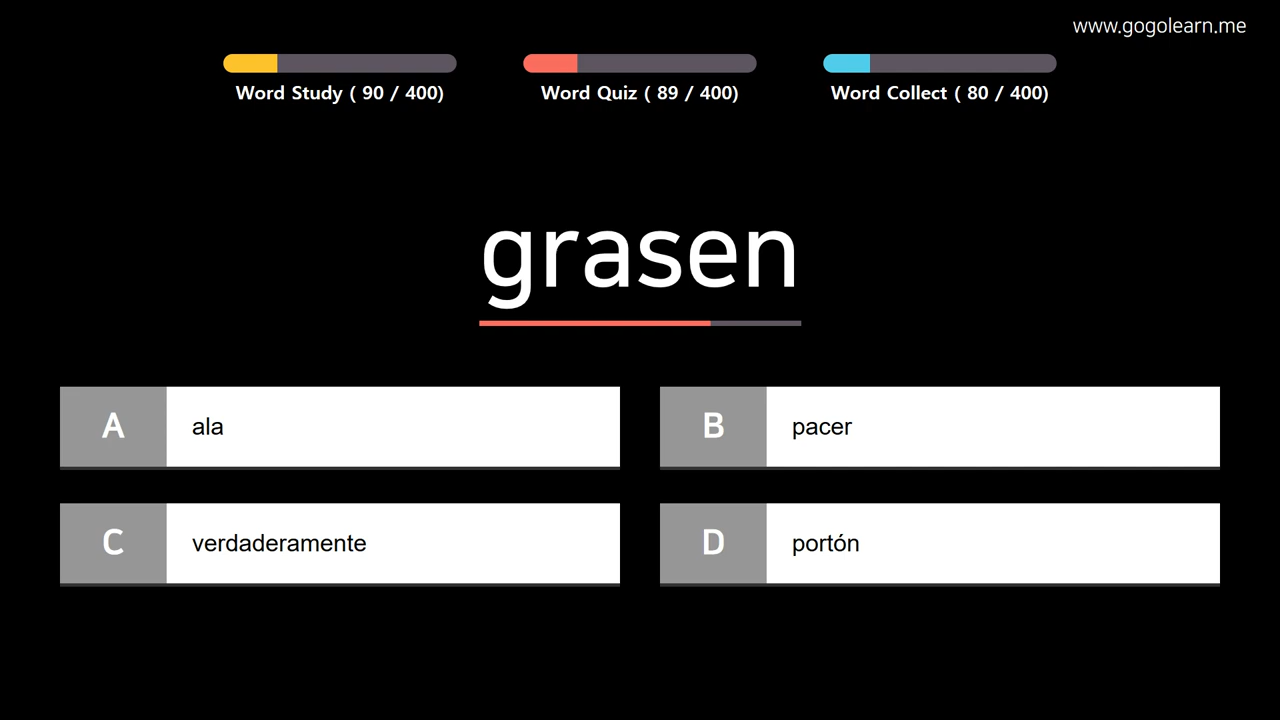 www.gogolearn.me
Word Study ( 90 / 400)
Word Quiz ( 89 / 400)
Word Collect ( 80 / 400)
grasen
A ala
B pacer
C verdaderamente
D portón